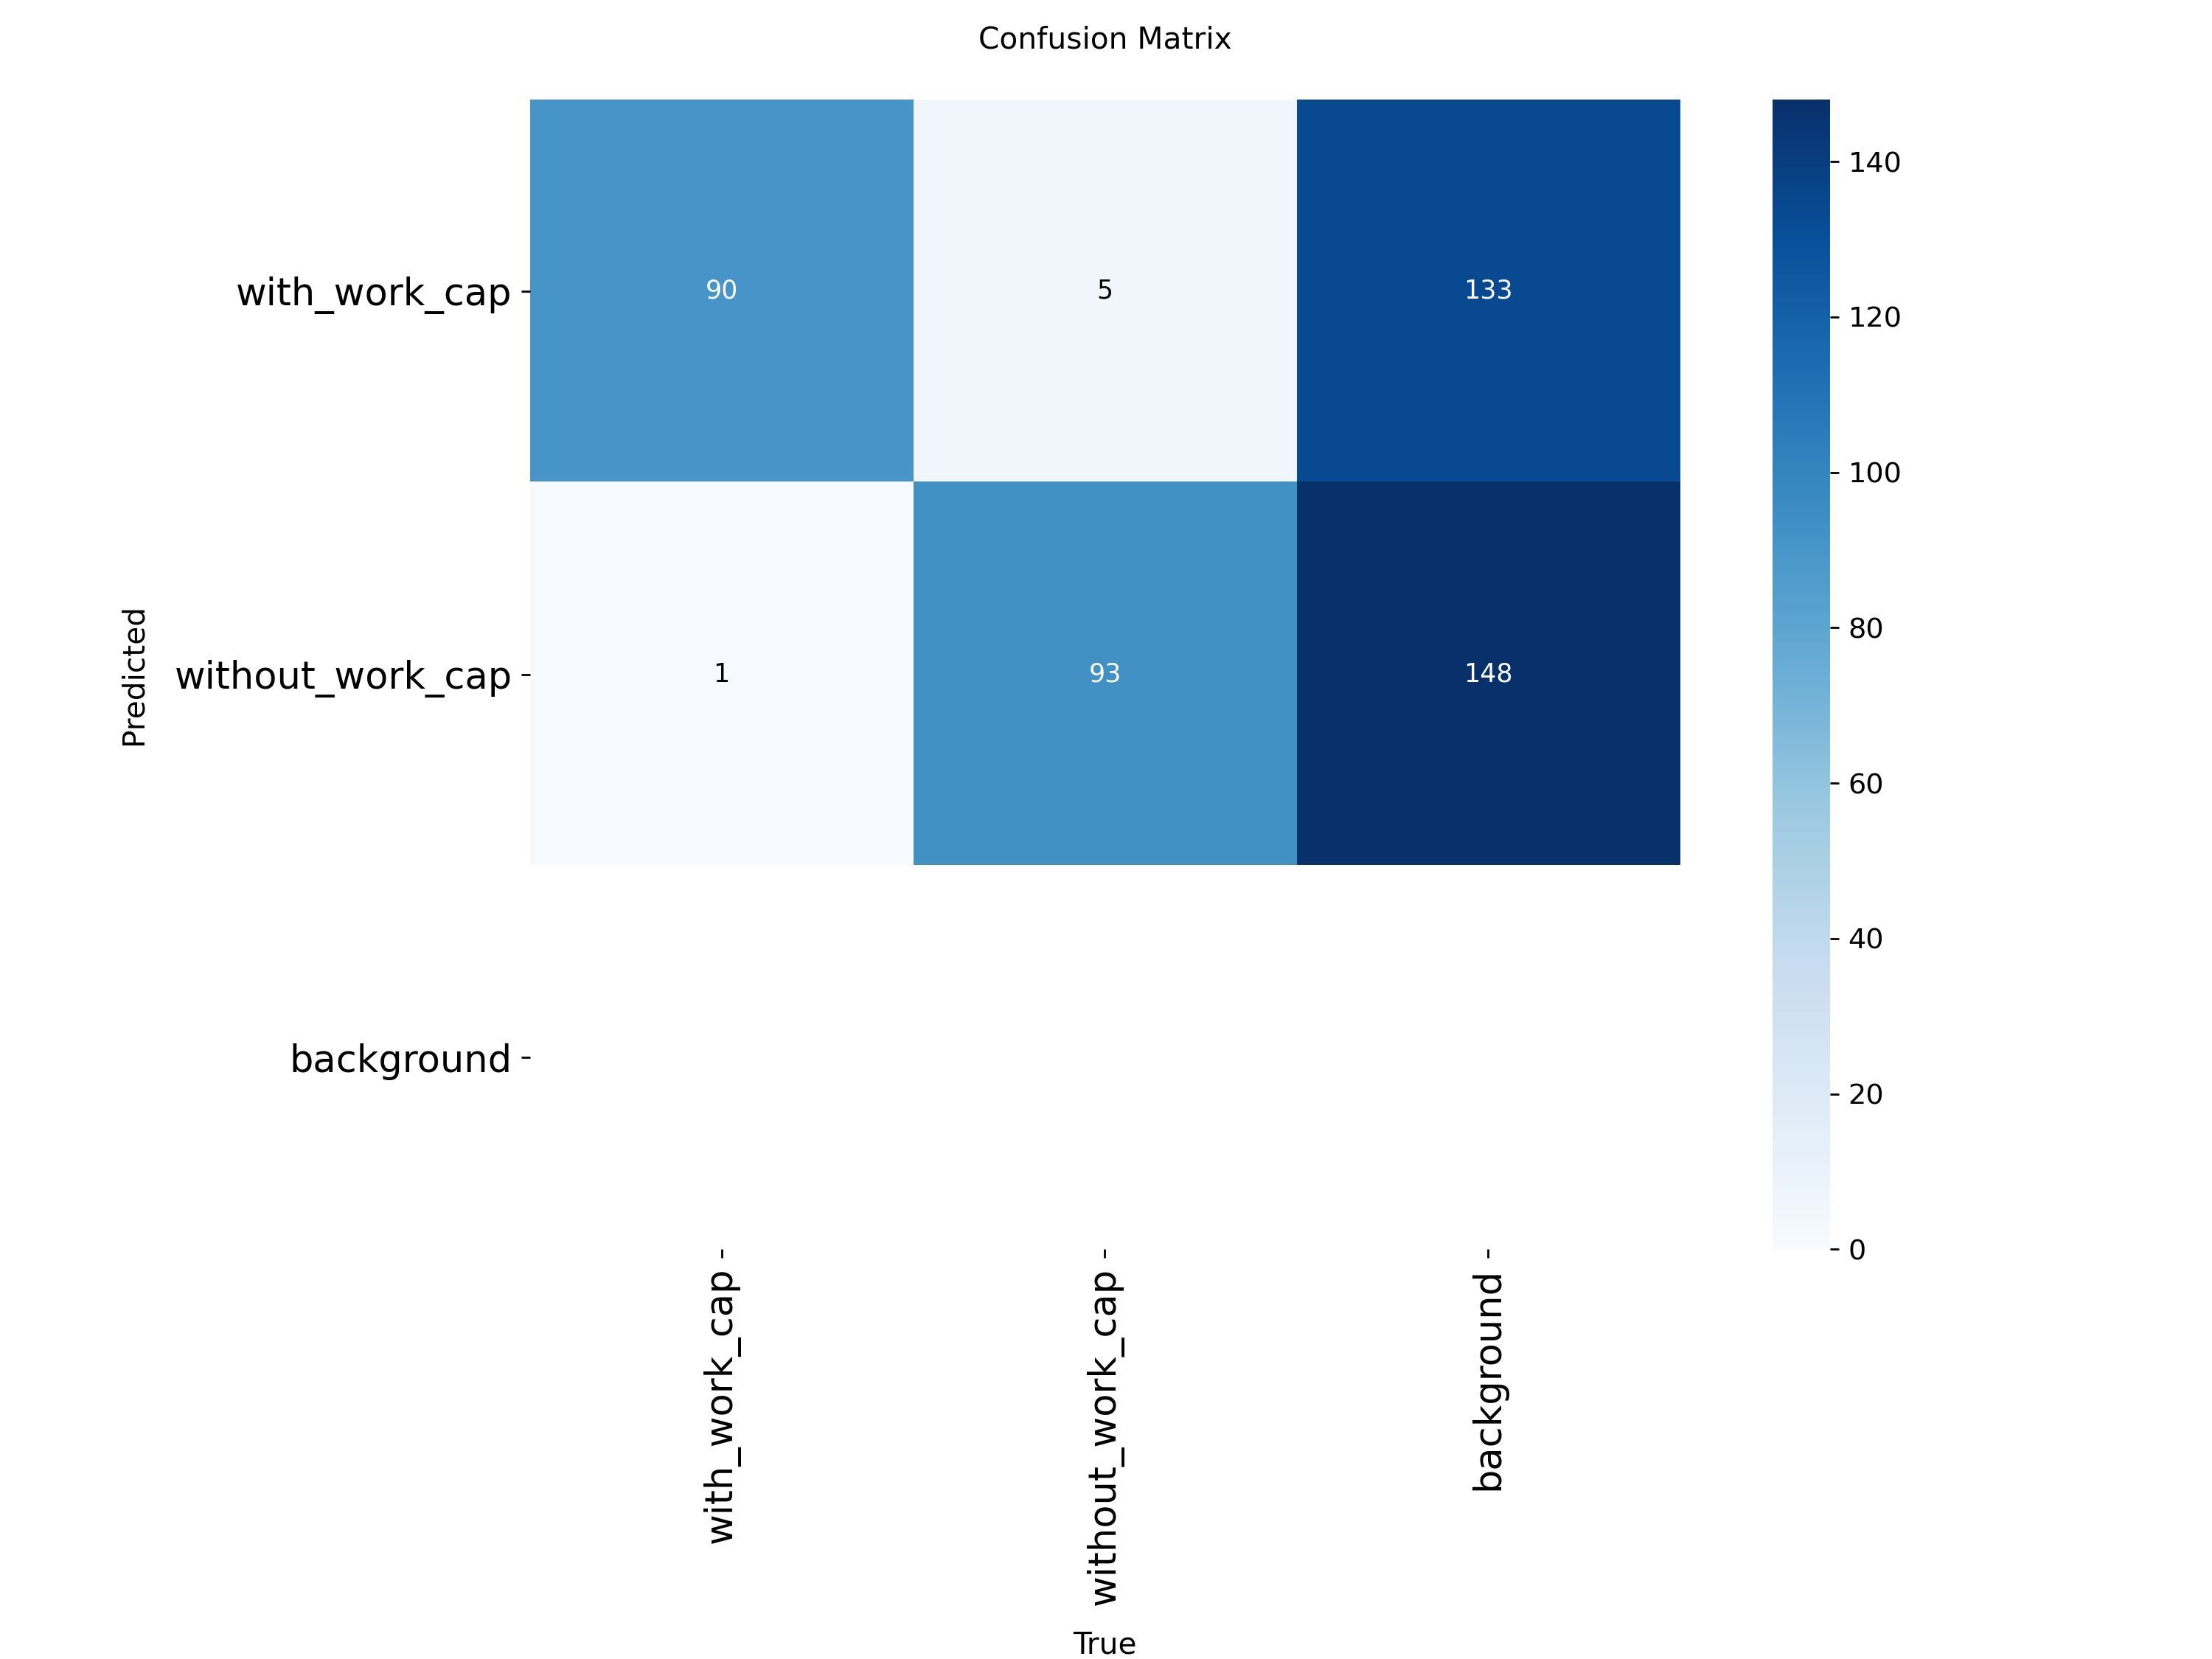 Confusion Matrix
with_work_cap
90
5
133
140
120
100
Predicted
without_work_cap
1
93
148
80
60
background
40
20
0
with_work_cap
without_work_cap
background
True